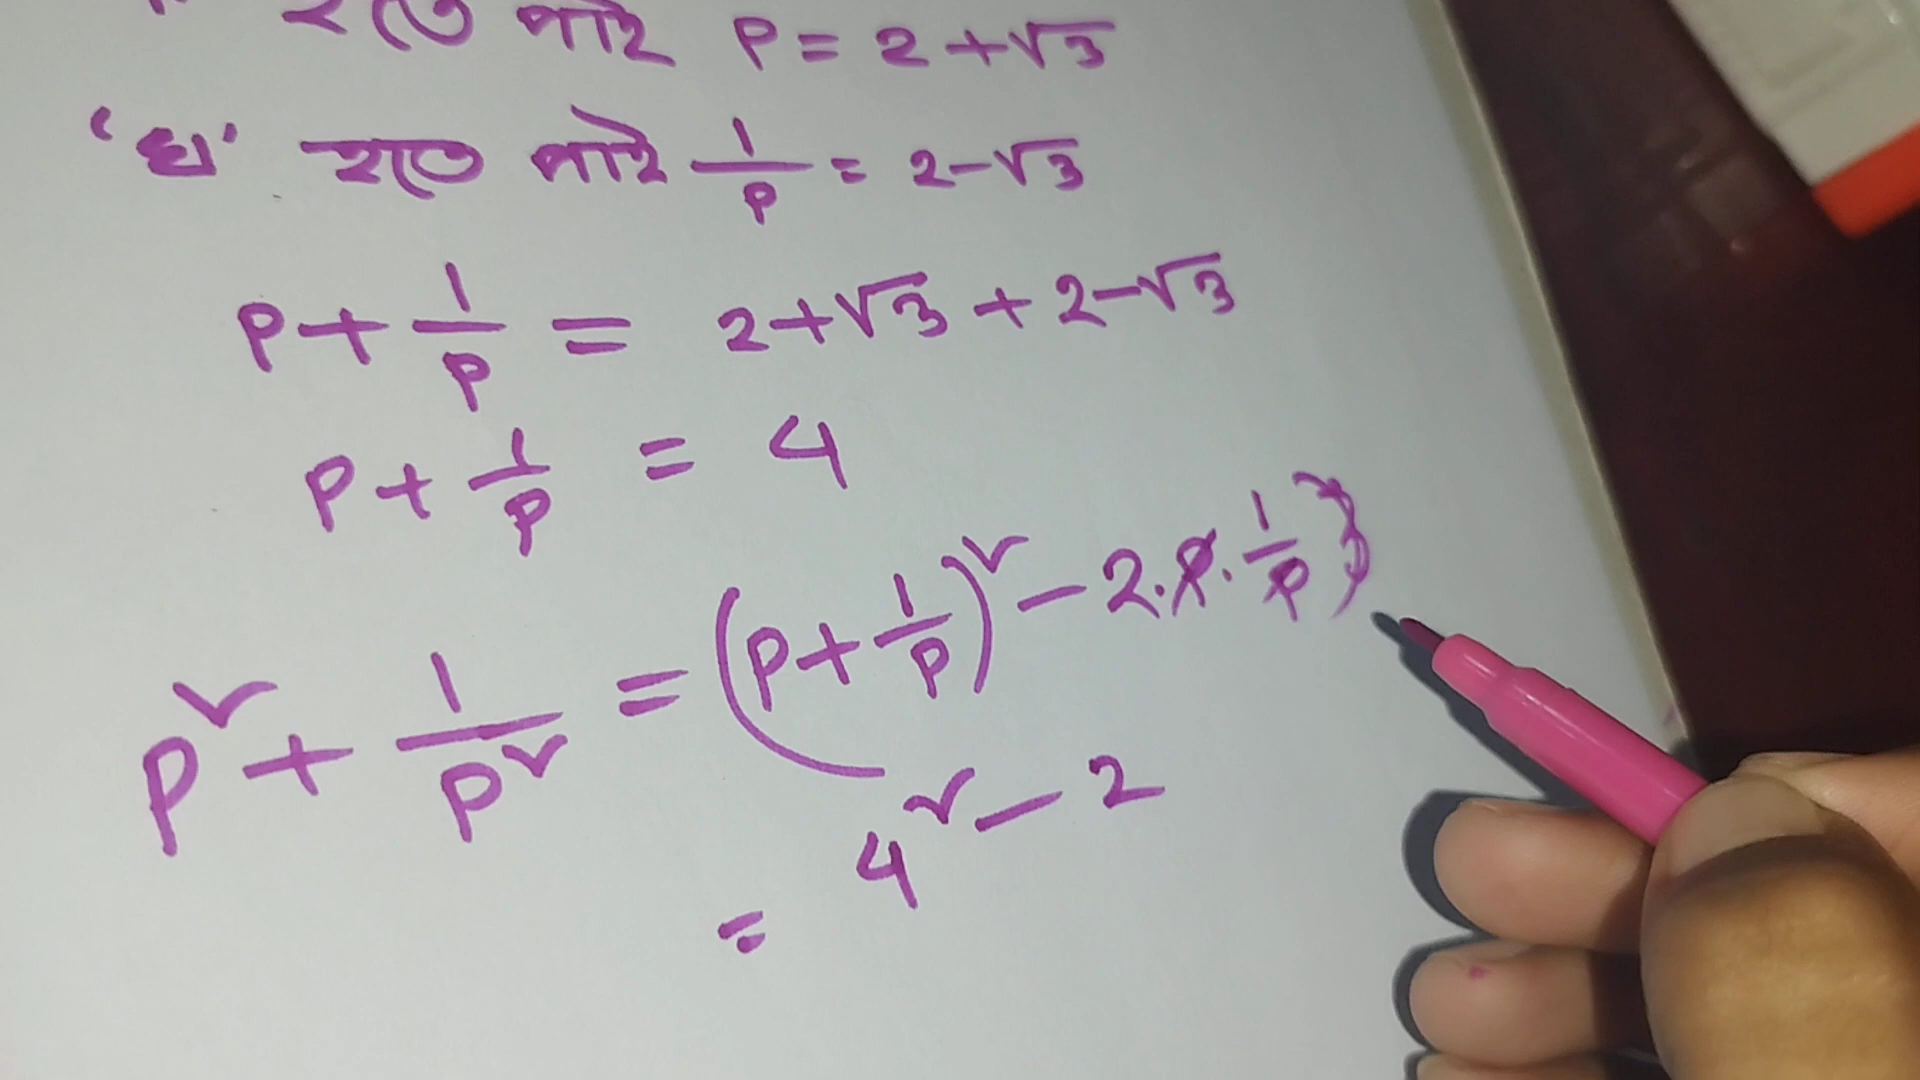 হতে পাই P = 2 + √3
'ঘ' হতে পাই 1/P = 2 - √3
P + 1/P = 2 + √3 + 2 - √3
P + 1/P = 4
P² + 1/P² = (P + 1/P)² - 2.P.1/P
4² - 2
=